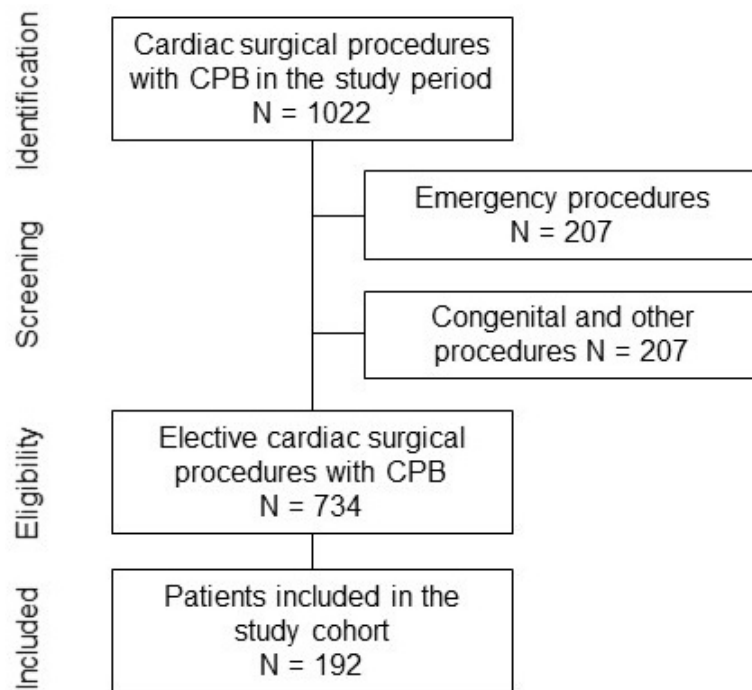 Identification
Cardiac surgical procedures
with CPB in the study period
N = 1022
Screening
Emergency procedures
N = 207
Congenital and other
procedures N = 207
Eligibility
Elective cardiac surgical
procedures with CPB
N = 734
Included
Patients included in the
study cohort
N = 192